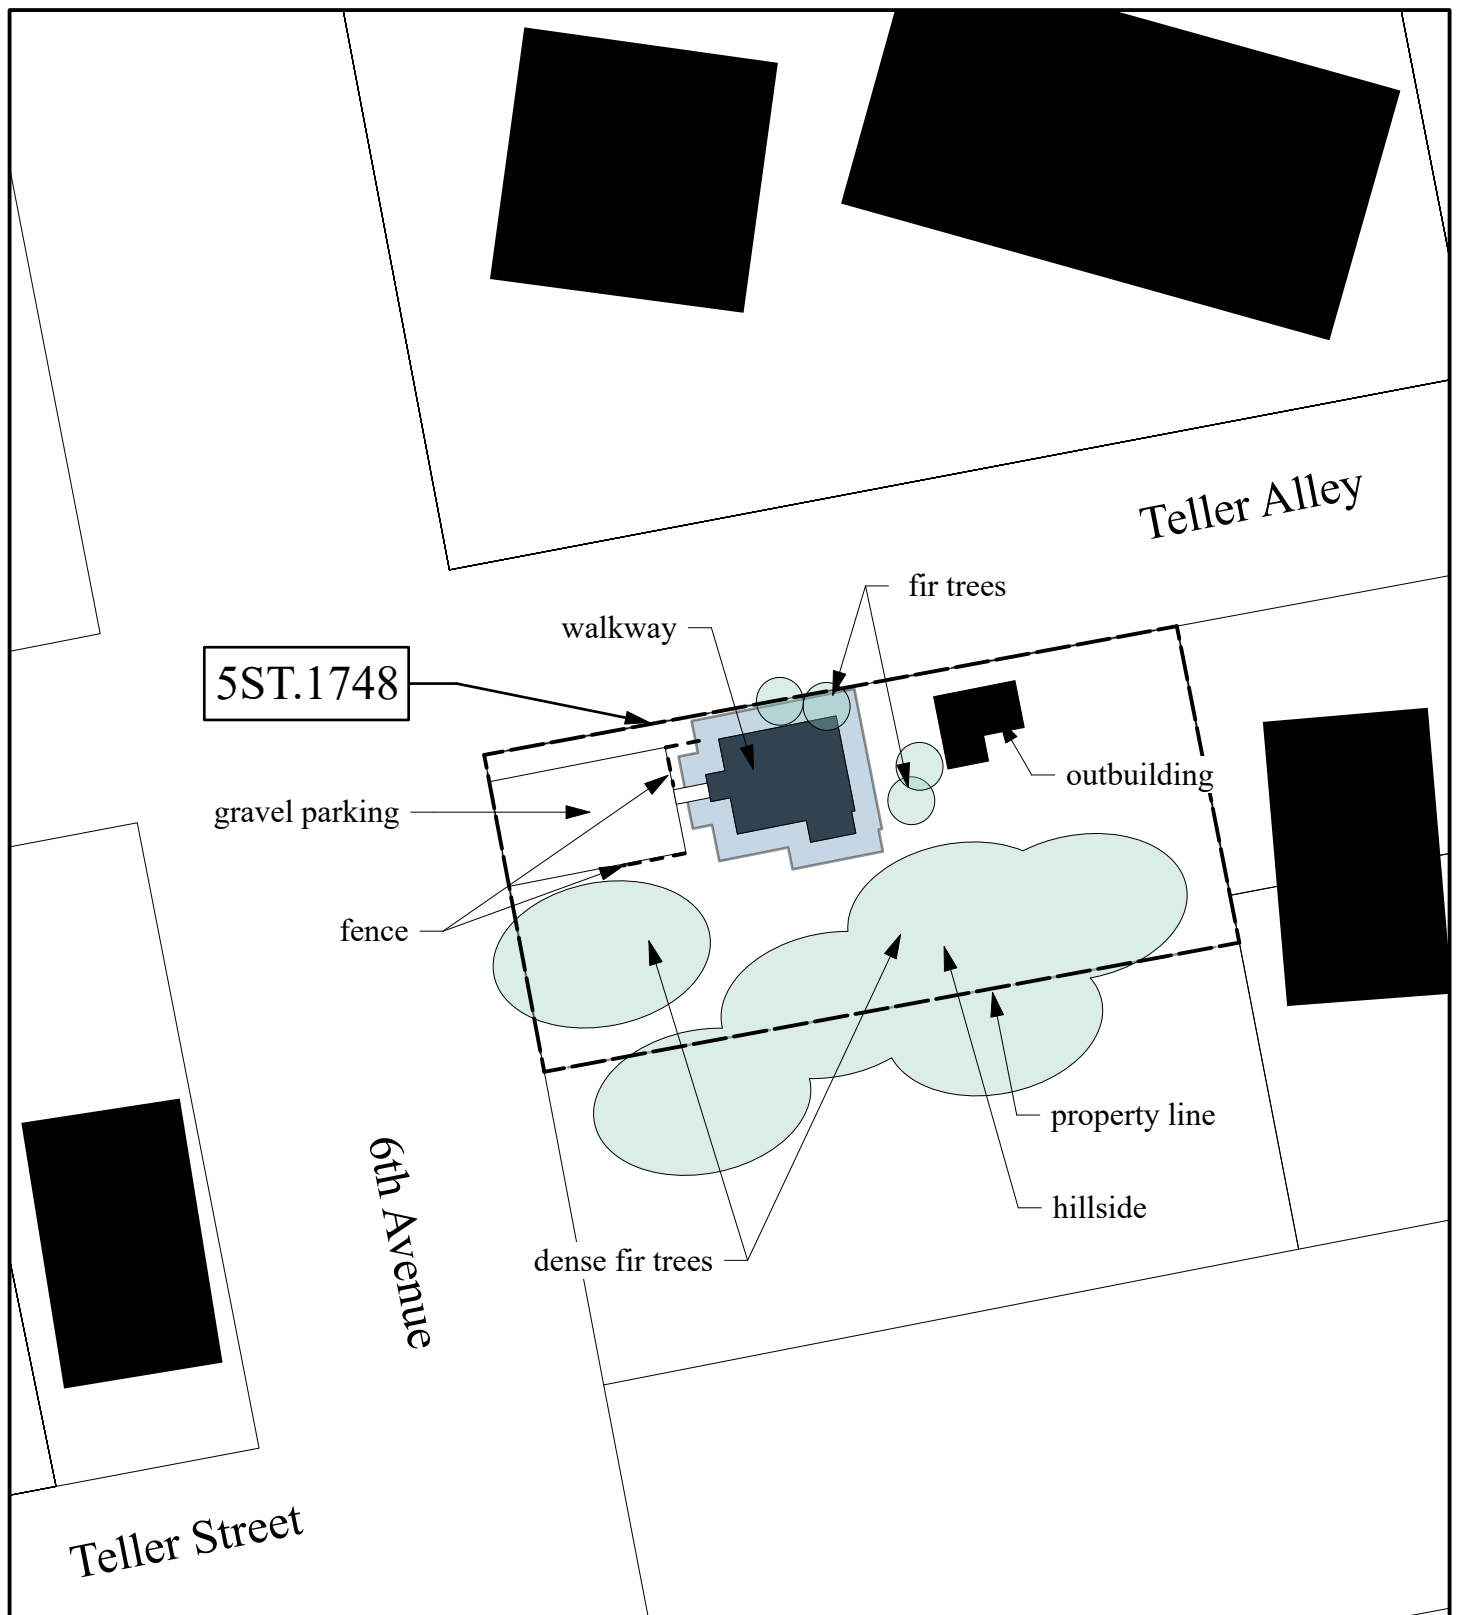 Teller Alley
fir trees
walkway
5ST.1748
outbuilding
gravel parking
fence
property line
6th Avenue
hillside
dense fir trees
Teller Street